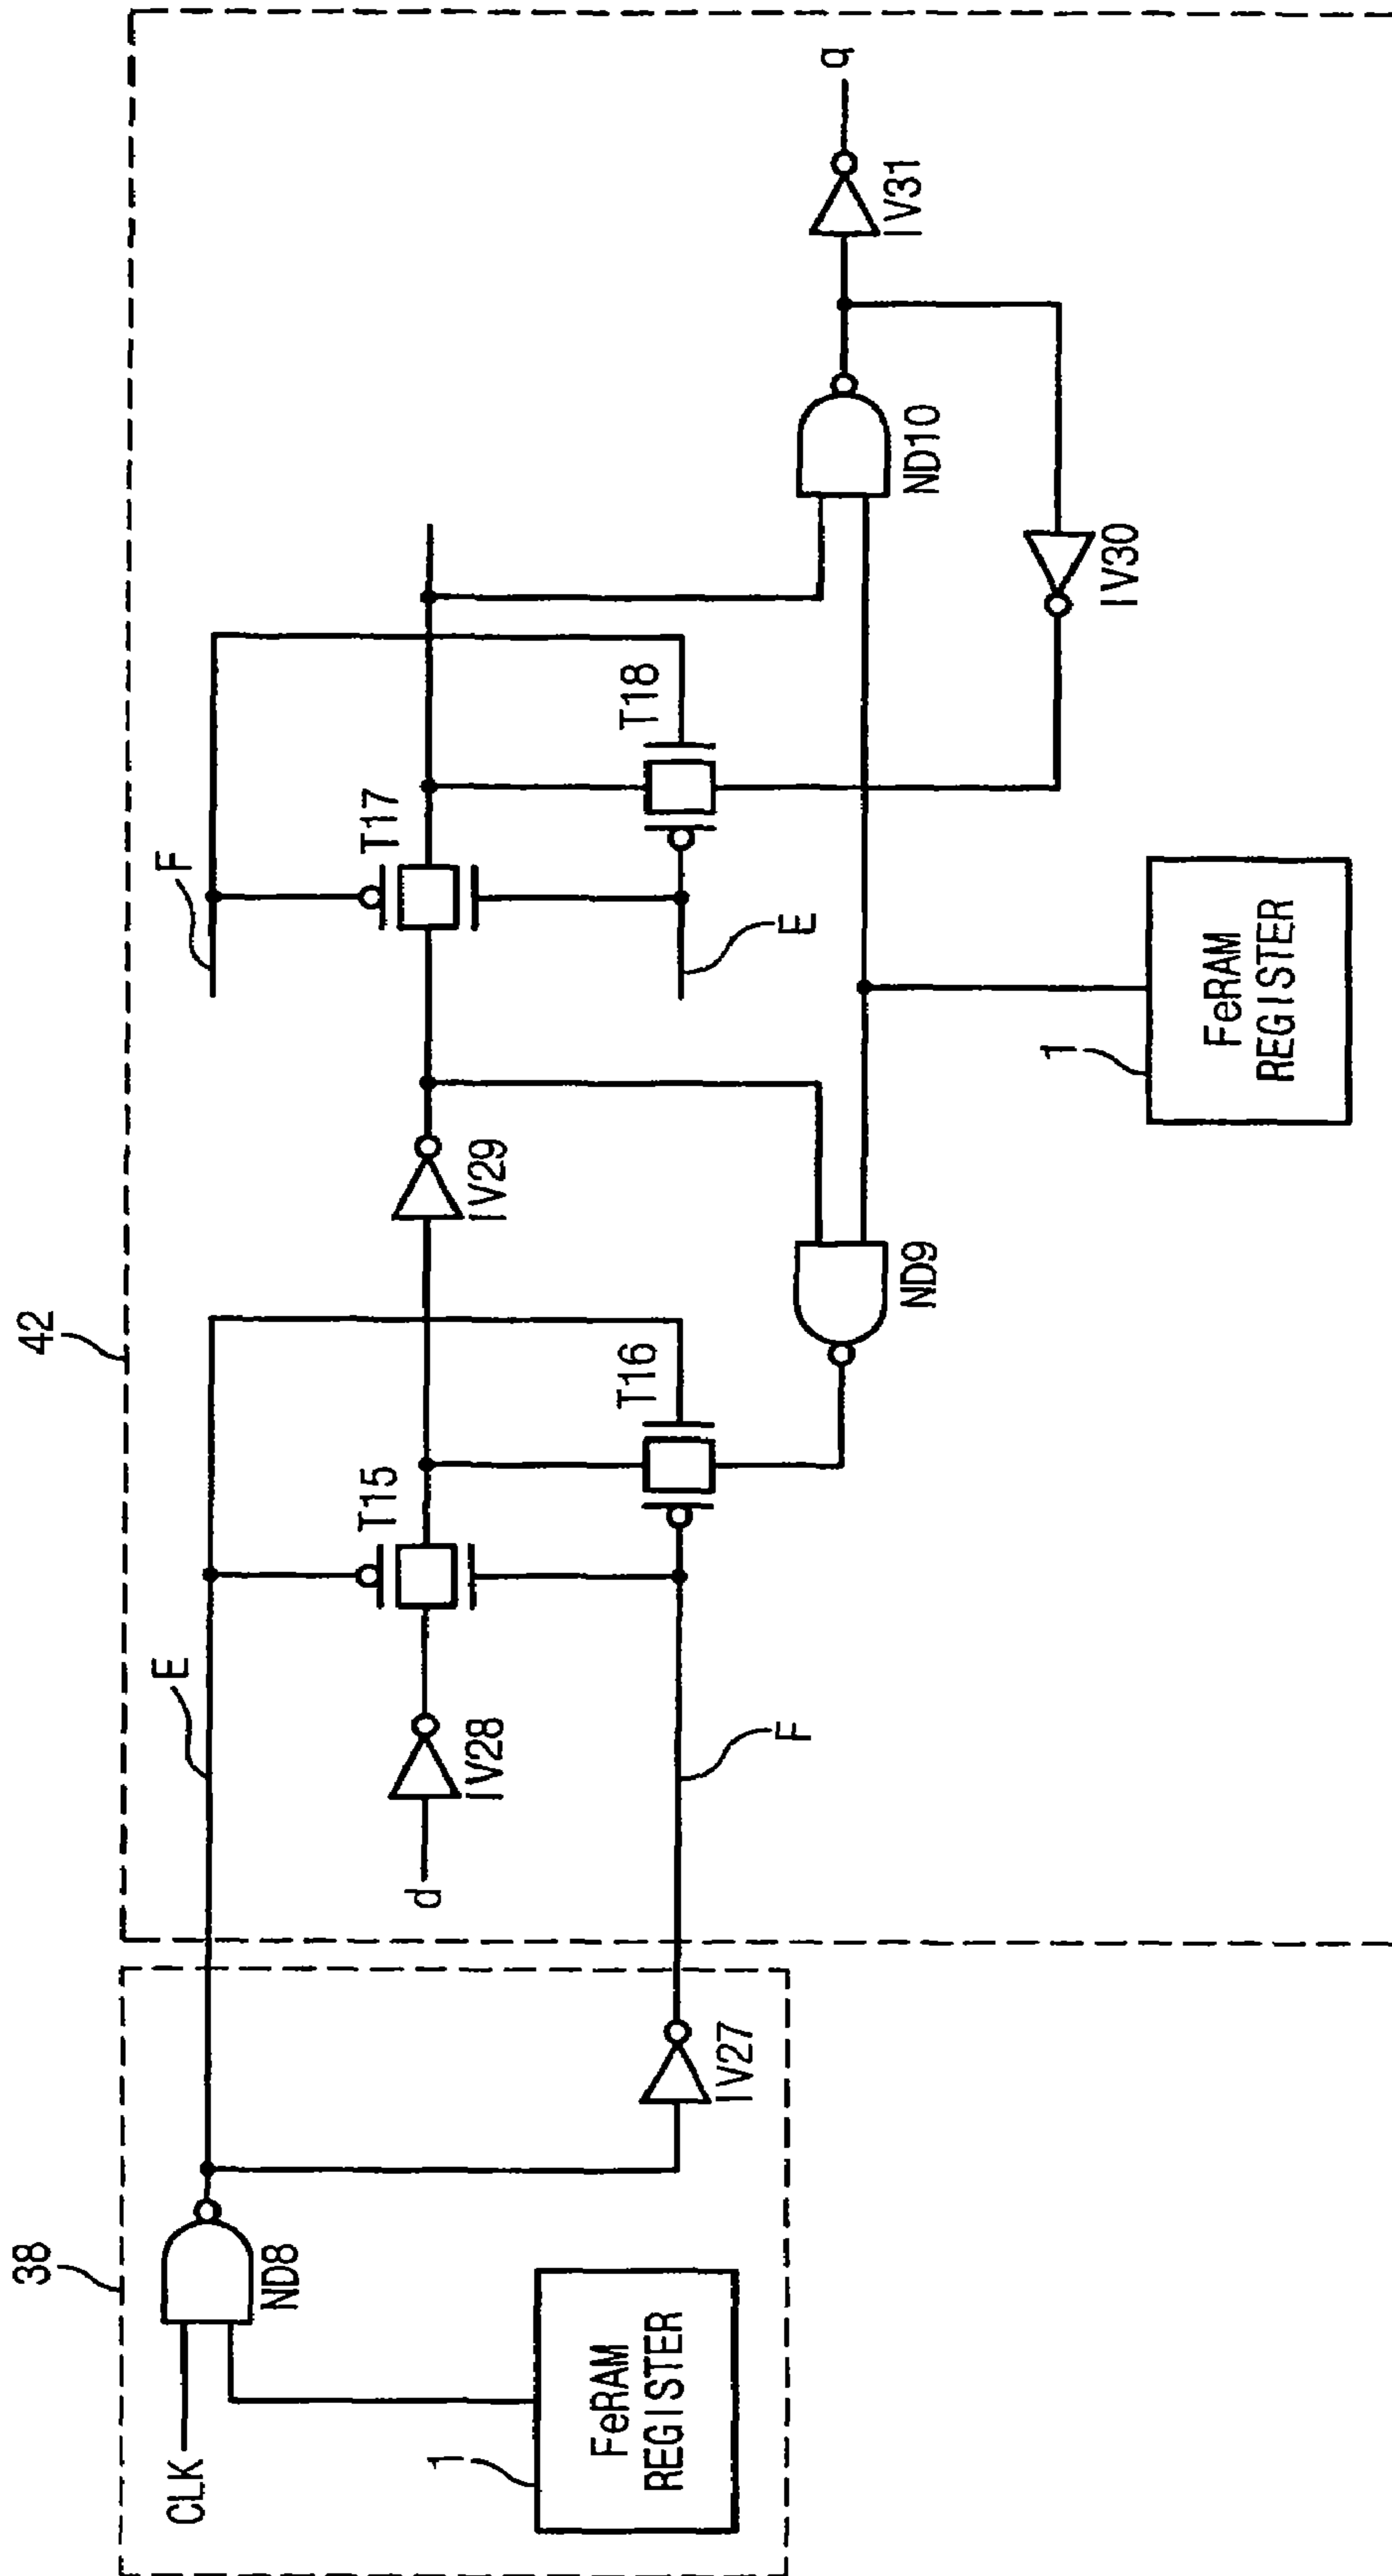 38
CLK
ND8
1
FeRAM
REGISTER
IV27
42
E
d
IV28
F
T15
T16
IV29
ND9
F
T17
E
T18
1
FeRAM
REGISTER
ND10
IV30
IV31
q